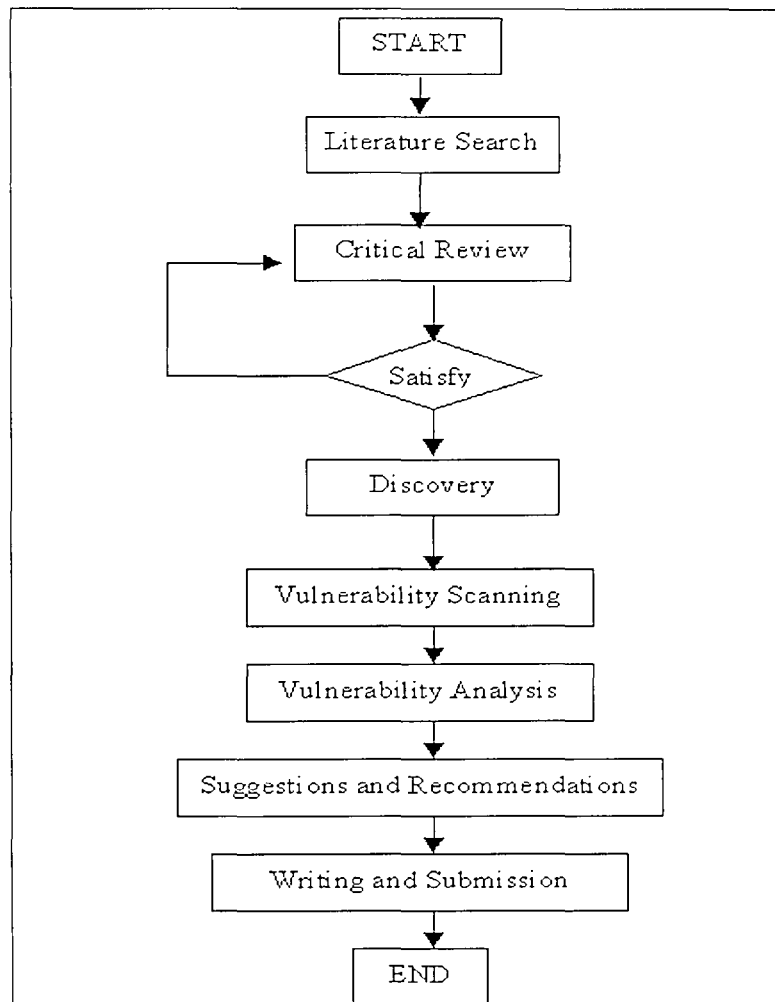 START
Literature Search
Critical Review
Satisfy
Discovery
Vulnerability Scanning
Vulnerability Analysis
Suggestions and Recommendations
Writing and Submission
END